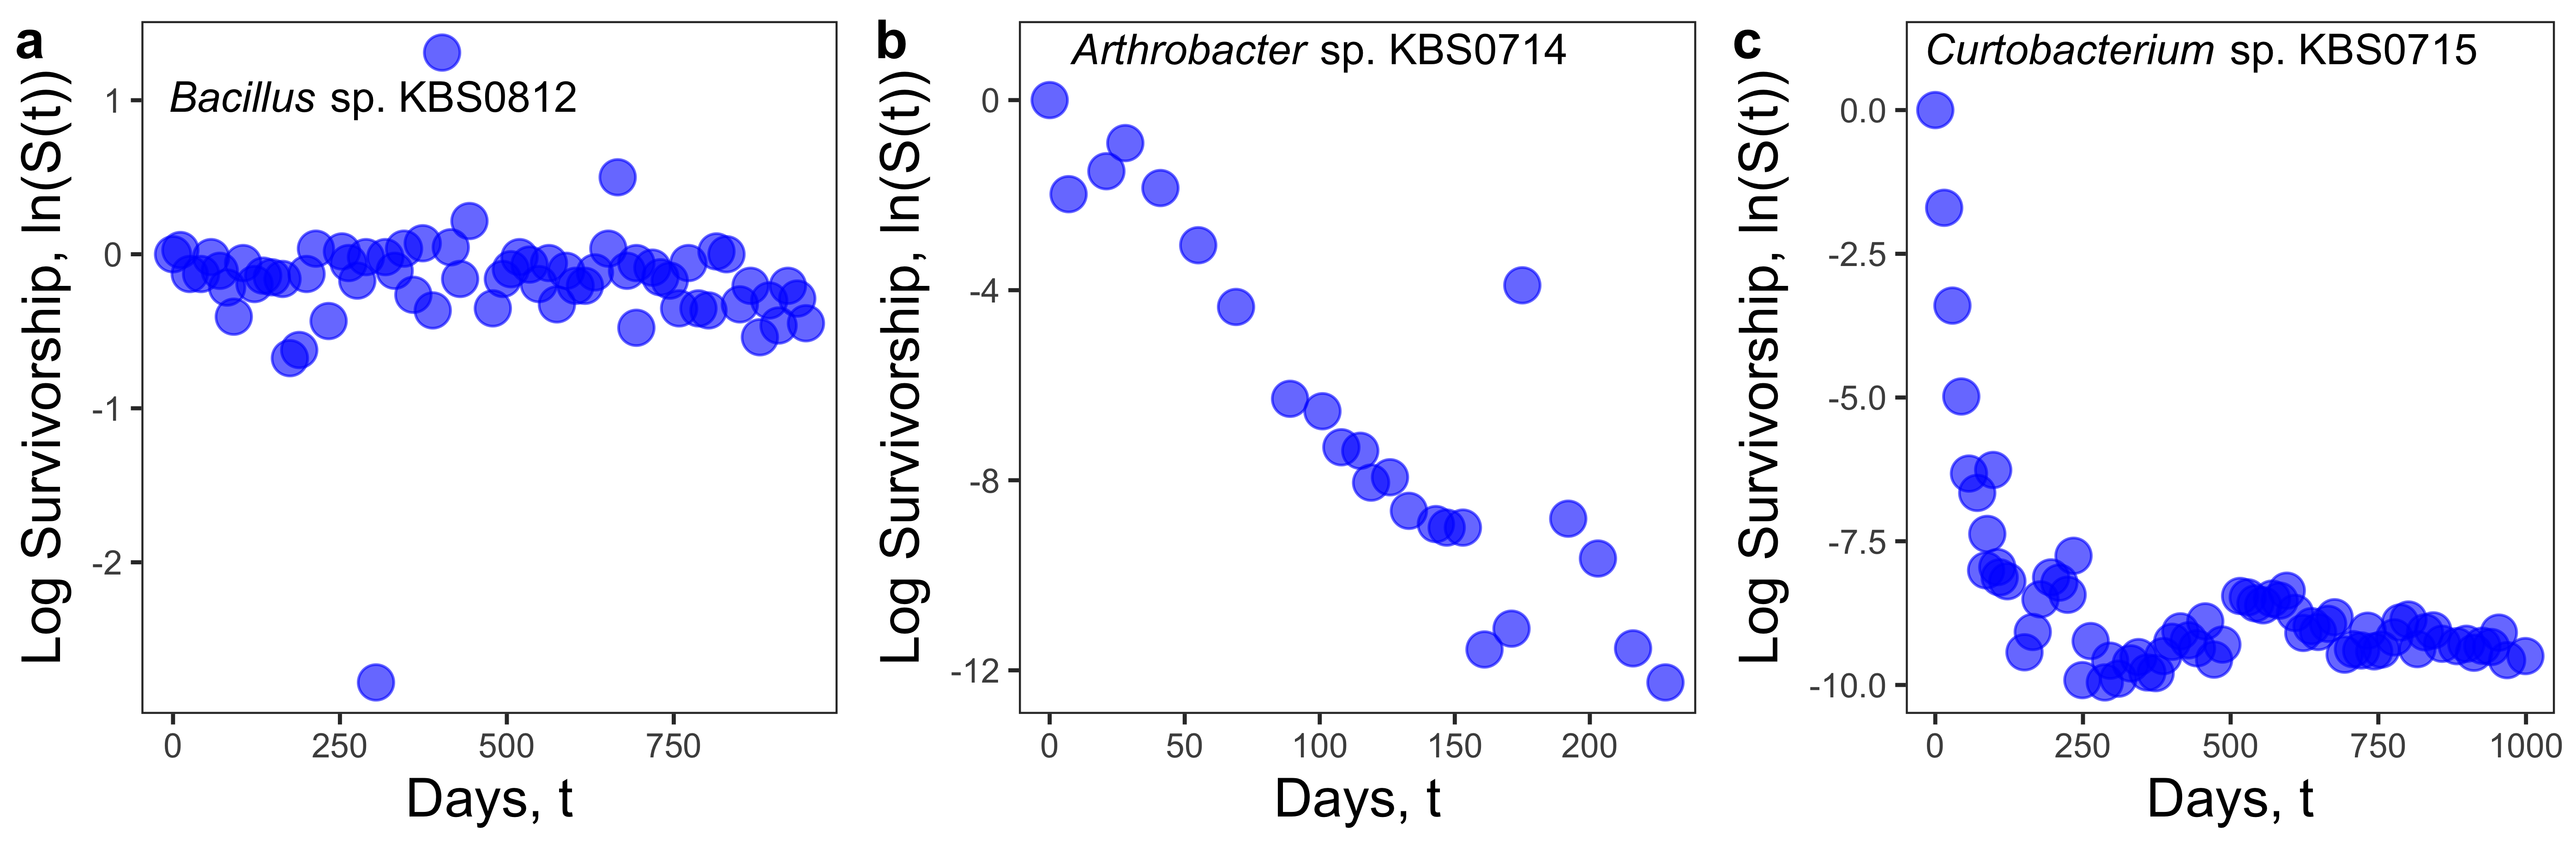 a
Bacillus sp. KBS0812
Log Survivorship, ln(S(t))
1
0
-1
-2
0 250 500 750
Days, t
b
Arthrobacter sp. KBS0714
Log Survivorship, ln(S(t))
0
-4
-8
-12
0 50 100 150 200
Days, t
c
Curtobacterium sp. KBS0715
Log Survivorship, ln(S(t))
0.0
-2.5
-5.0
-7.5
-10.0
0 250 500 750 1000
Days, t